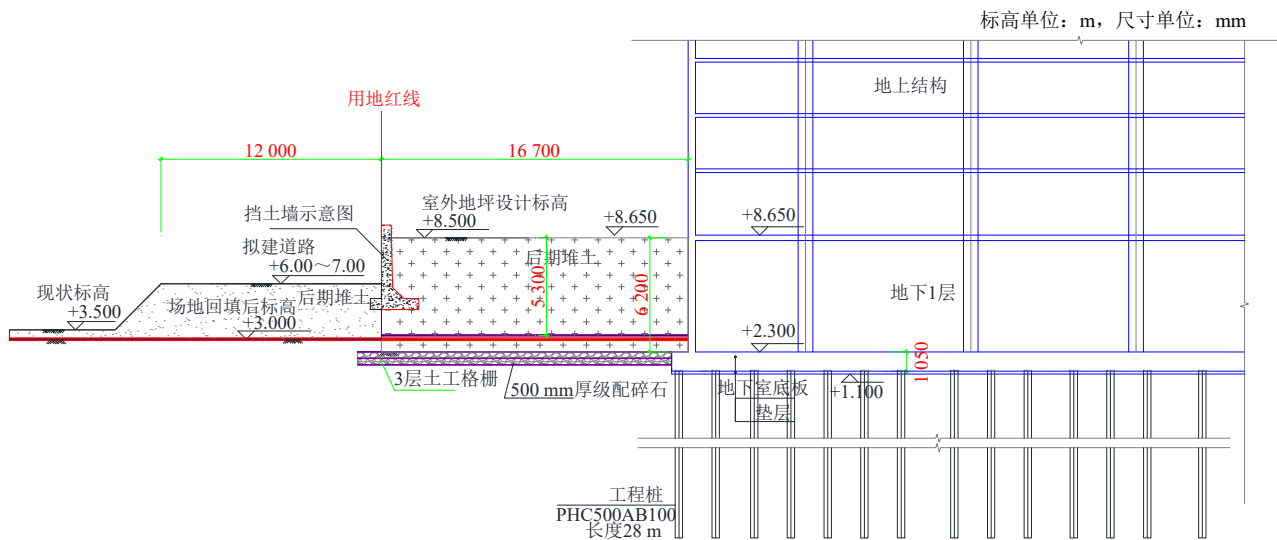 标高单位：m，尺寸单位：mm
地上结构
用地红线
12 000
16 700
室外地坪设计标高
+8.500
+8.650
+8.650
挡土墙示意图
拟建道路
+6.00～7.00
后期堆土
后期堆土
5 300
6 200
现状标高
+3.500
场地回填后标高
+3.000
地下1层
+2.300
1 050
3层土工格栅
500 mm厚级配碎石
地下室底板
垫层
+1.100
工程桩
PHC500AB100
长度28 m